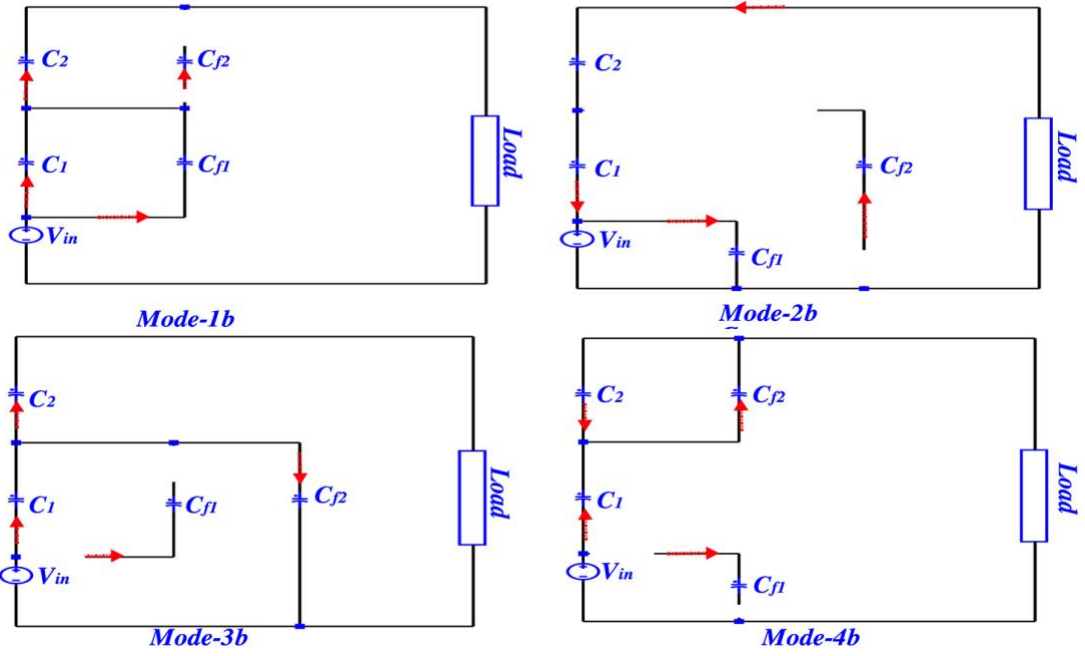 C2
Cf2
C1
Cf1
Vin
Load
Mode-1b
C2
C1
Cf2
Vin
Cf1
Load
Mode-2b
C2
C1
Cf1
Cf2
Vin
Load
Mode-3b
C2
Cf2
C1
Vin
Cf1
Load
Mode-4b